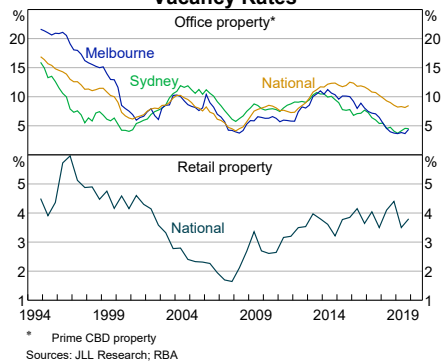 Vacancy Rates
% Office property* %
20 20
Melbourne
15 Sydney National 15
10 10
5 5
% Retail property %
5 5
4 National 4
3 3
2 2
1 1
1994 1999 2004 2009 2014 2019
* Prime CBD property
Sources: JLL Research; RBA